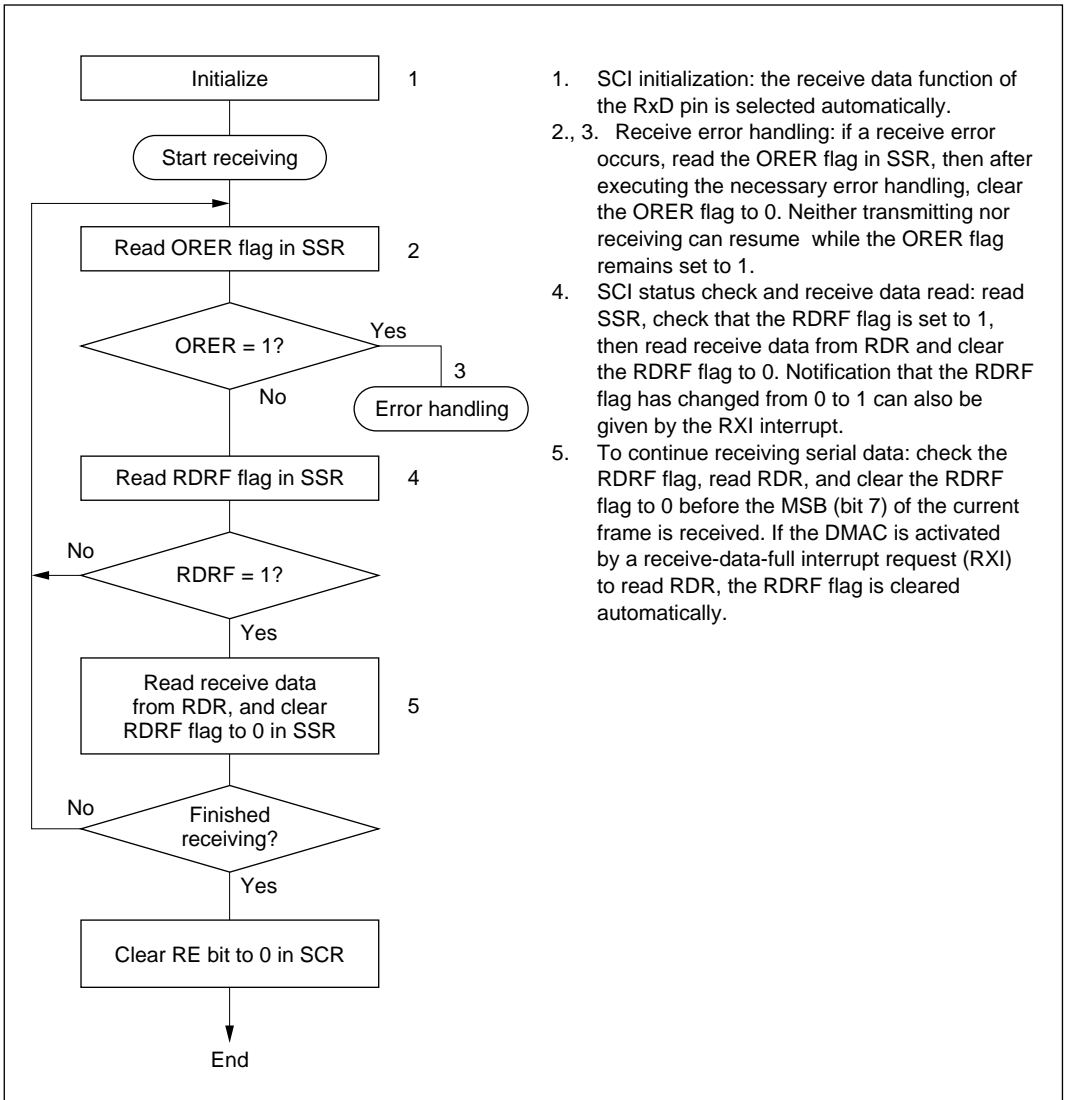 Initialize
1
Start receiving
Read ORER flag in SSR
2
ORER = 1?
Yes
3
No
Error handling
Read RDRF flag in SSR
4
No
RDRF = 1?
Yes
Read receive data
from RDR, and clear
RDRF flag to 0 in SSR
5
No
Finished
receiving?
Yes
Clear RE bit to 0 in SCR
End
1. SCI initialization: the receive data function of
the RxD pin is selected automatically.
2., 3. Receive error handling: if a receive error
occurs, read the ORER flag in SSR, then after
executing the necessary error handling, clear
the ORER flag to 0. Neither transmitting nor
receiving can resume while the ORER flag
remains set to 1.
4. SCI status check and receive data read: read
SSR, check that the RDRF flag is set to 1,
then read receive data from RDR and clear
the RDRF flag to 0. Notification that the RDRF
flag has changed from 0 to 1 can also be
given by the RXI interrupt.
5. To continue receiving serial data: check the
RDRF flag, read RDR, and clear the RDRF
flag to 0 before the MSB (bit 7) of the current
frame is received. If the DMAC is activated
by a receive-data-full interrupt request (RXI)
to read RDR, the RDRF flag is cleared
automatically.